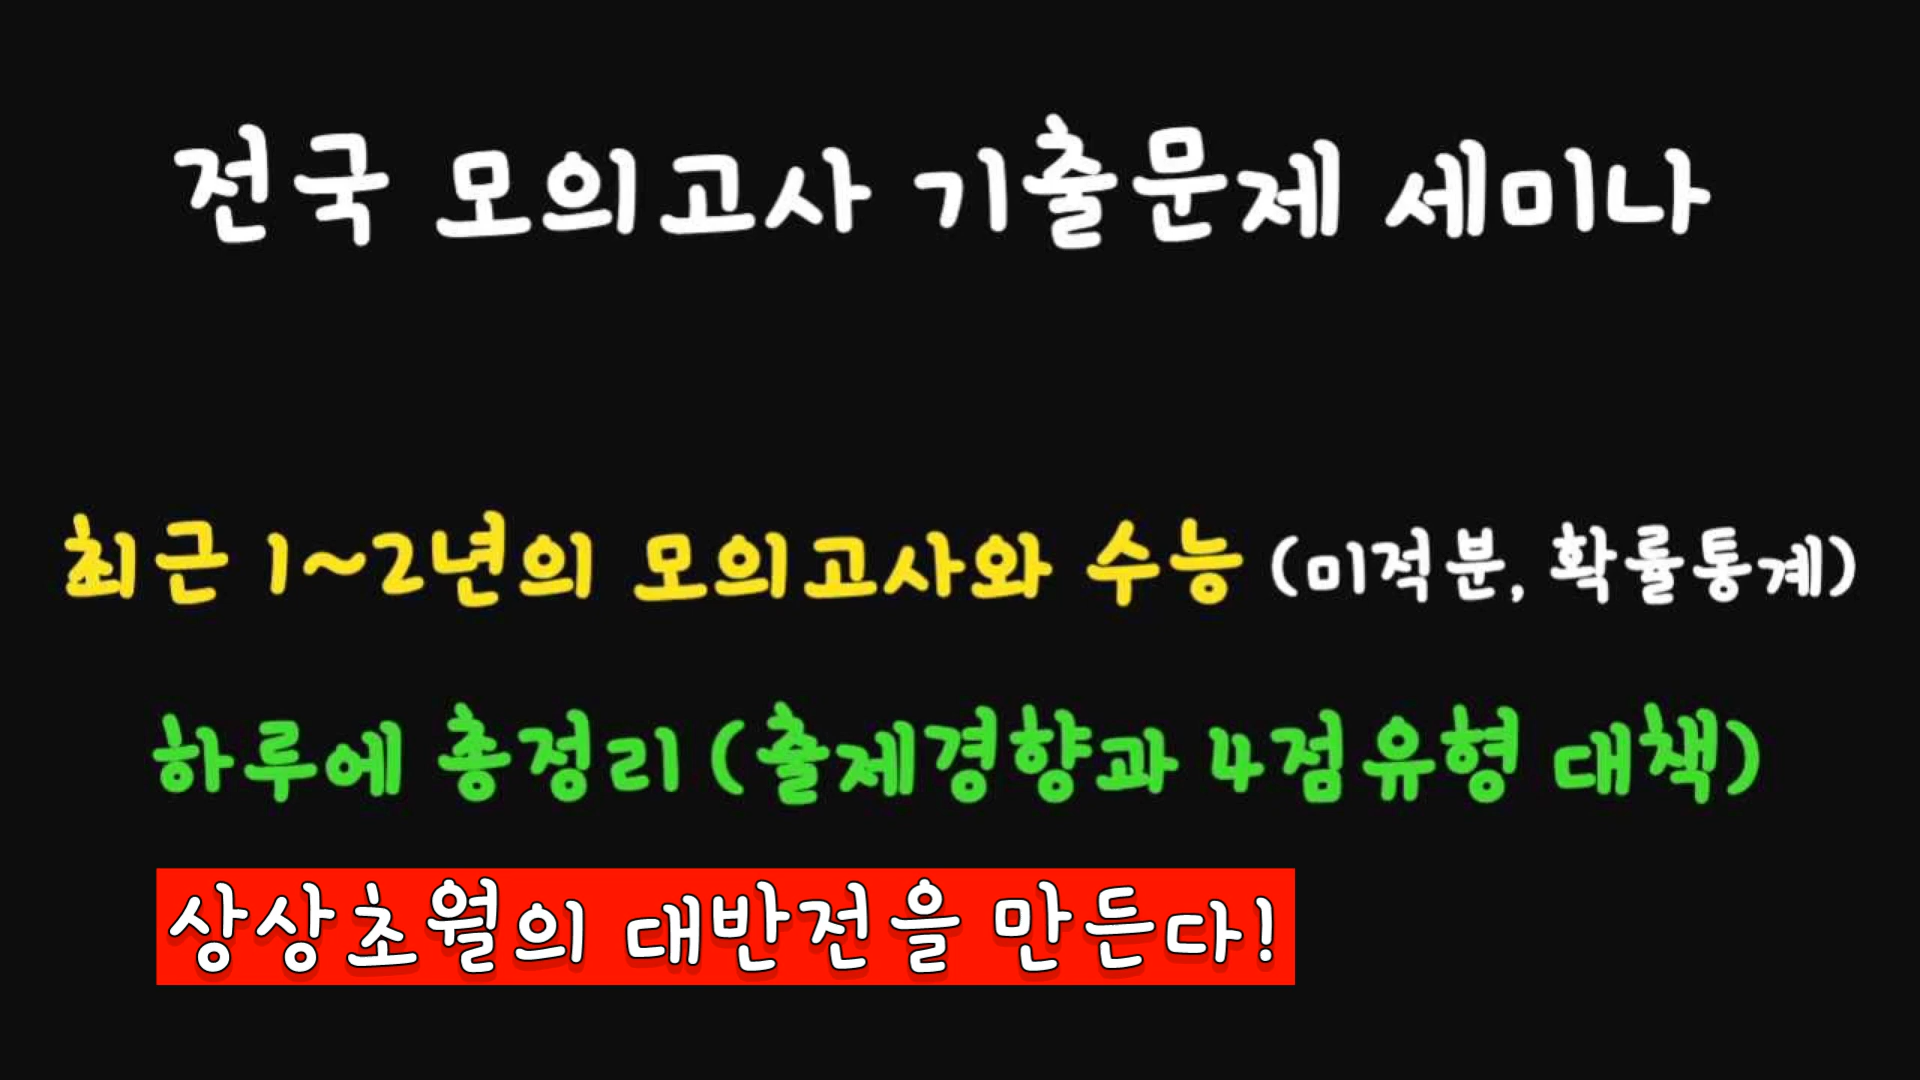 전국 모의고사 기출문제 세미나
최근 1~2년의 모의고사와 수능 (미적분, 확률통계)
하루에 총정리 (출제경향과 4점유형 대책)
상상초월의 대반전을 만든다!